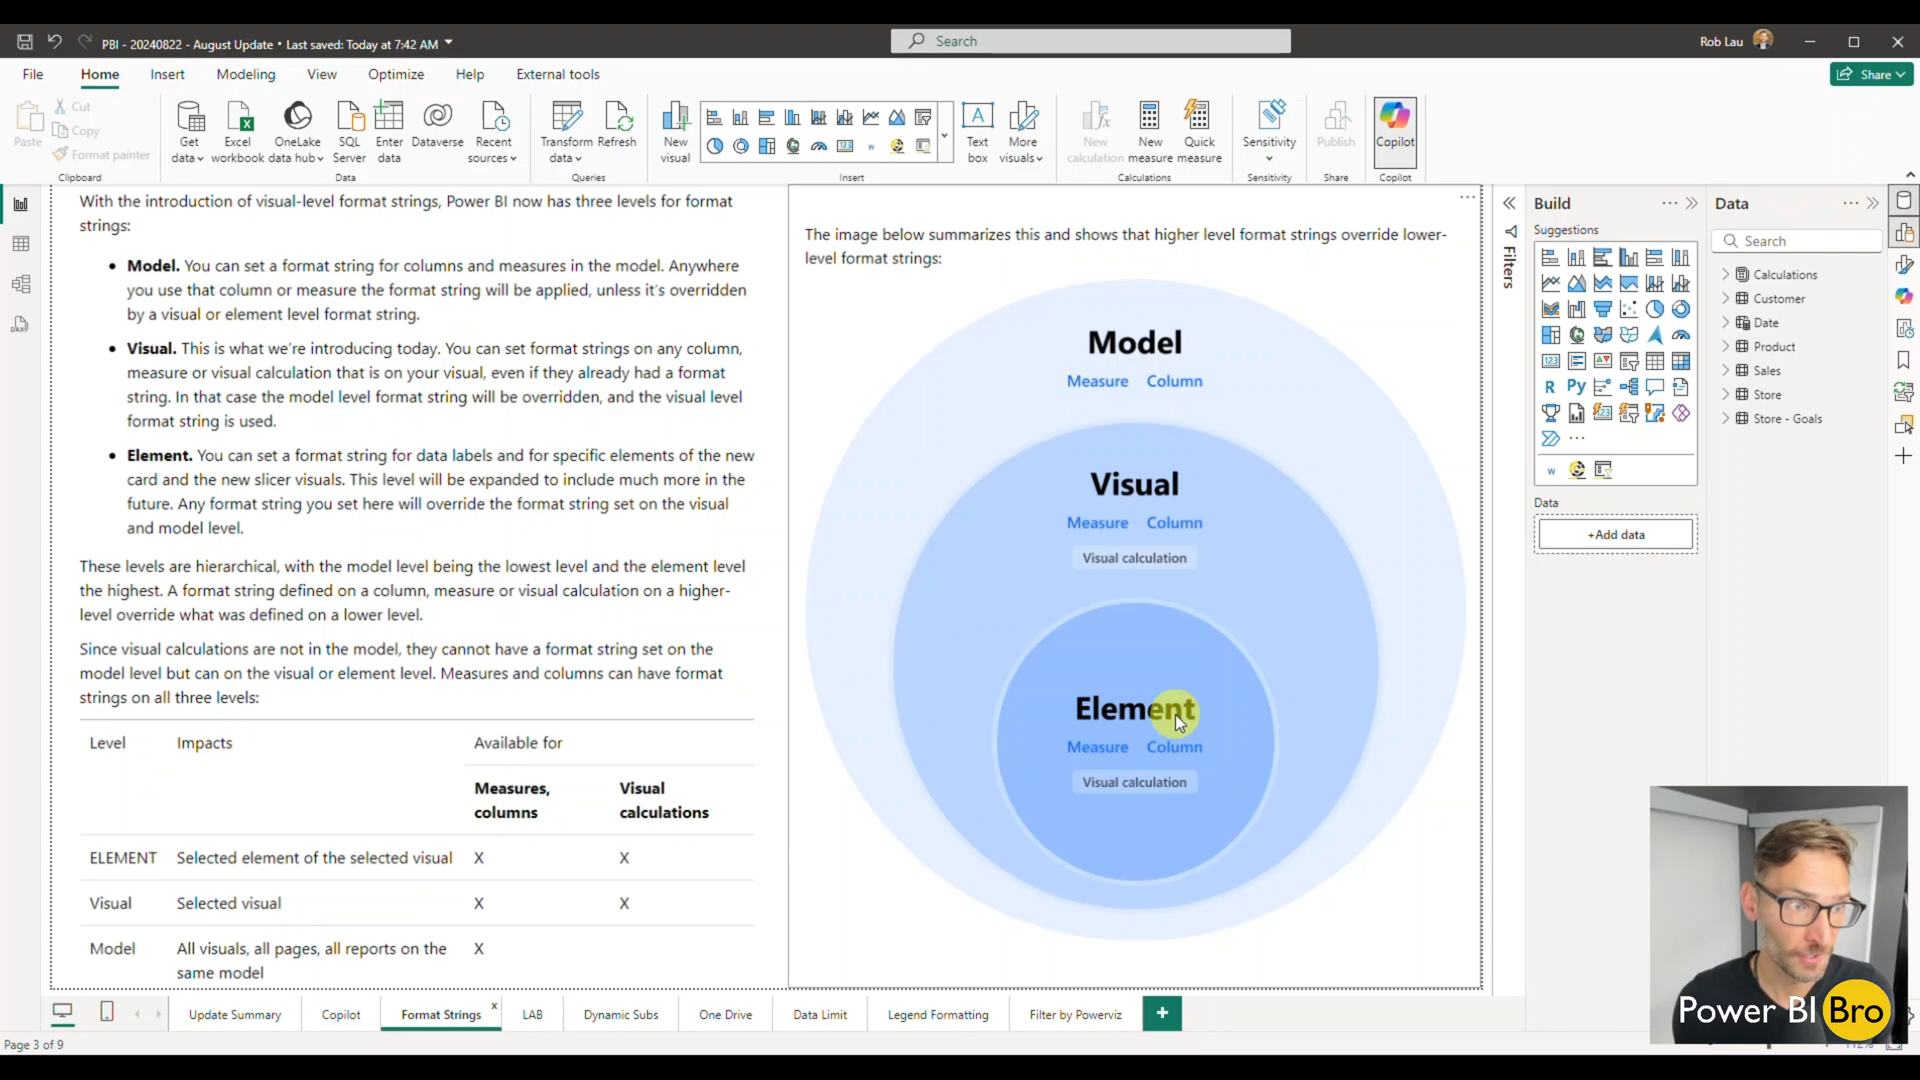 PBI - 20240822 - August Update • Last saved: Today at 7:42 AM
Search
Rob Lau
File Home Insert Modeling View Optimize Help External tools
Share
Paste
Cut
Copy
Format painter
Clipboard
Get data
Excel workbook
OneLake data hub
SQL Server
Enter data
Dataverse
Recent sources
Data
Transform data
Refresh
Queries
New visual
Text box
More visuals
Insert
New calculation
New measure
Quick measure
Calculations
Sensitivity
Sensitivity
Publish
Share
Copilot
Copilot
With the introduction of visual-level format strings, Power BI now has three levels for format
strings:
• Model. You can set a format string for columns and measures in the model. Anywhere
you use that column or measure the format string will be applied, unless it's overridden
by a visual or element level format string.
• Visual. This is what we're introducing today. You can set format strings on any column,
measure or visual calculation that is on your visual, even if they already had a format
string. In that case the model level format string will be overridden, and the visual level
format string is used.
• Element. You can set a format string for data labels and for specific elements of the new
card and the new slicer visuals. This level will be expanded to include much more in the
future. Any format string you set here will override the format string set on the visual
and model level.
These levels are hierarchical, with the model level being the lowest level and the element level
the highest. A format string defined on a column, measure or visual calculation on a higher-
level override what was defined on a lower level.
Since visual calculations are not in the model, they cannot have a format string set on the
model level but can on the visual or element level. Measures and columns can have format
strings on all three levels:
Level Impacts Available for
Measures, columns Visual calculations
ELEMENT Selected element of the selected visual X X
Visual Selected visual X X
Model All visuals, all pages, all reports on the same model X
The image below summarizes this and shows that higher level format strings override lower-
level format strings:
Model
Measure Column
Visual
Measure Column
Visual calculation
Element
Measure Column
Visual calculation
Filters
Build
Suggestions
R Py
123
Data
+Add data
Data
Search
Calculations
Customer
Date
Product
Sales
Store
Store - Goals
Power BI Bro
Update Summary
Copilot
Format Strings
x
LAB
Dynamic Subs
One Drive
Data Limit
Legend Formatting
Filter by Powerviz
+
Page 3 of 9